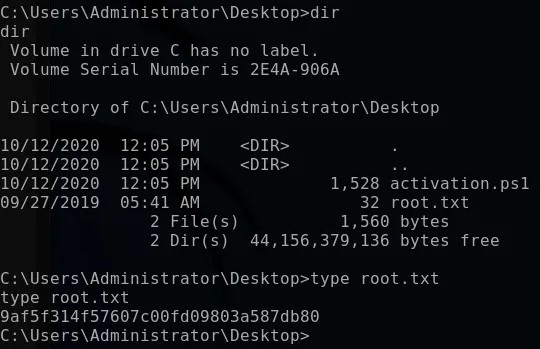 C:\Users\Administrator\Desktop>dir
dir
 Volume in drive C has no label.
 Volume Serial Number is 2E4A-906A

 Directory of C:\Users\Administrator\Desktop

10/12/2020  12:05 PM    <DIR>          .
10/12/2020  12:05 PM    <DIR>          ..
10/12/2020  12:05 PM             1,528 activation.ps1
09/27/2019  05:41 AM                32 root.txt
               2 File(s)          1,560 bytes
               2 Dir(s)  44,156,379,136 bytes free

C:\Users\Administrator\Desktop>type root.txt
type root.txt
9af5f314f57607c00fd09803a587db80
C:\Users\Administrator\Desktop>